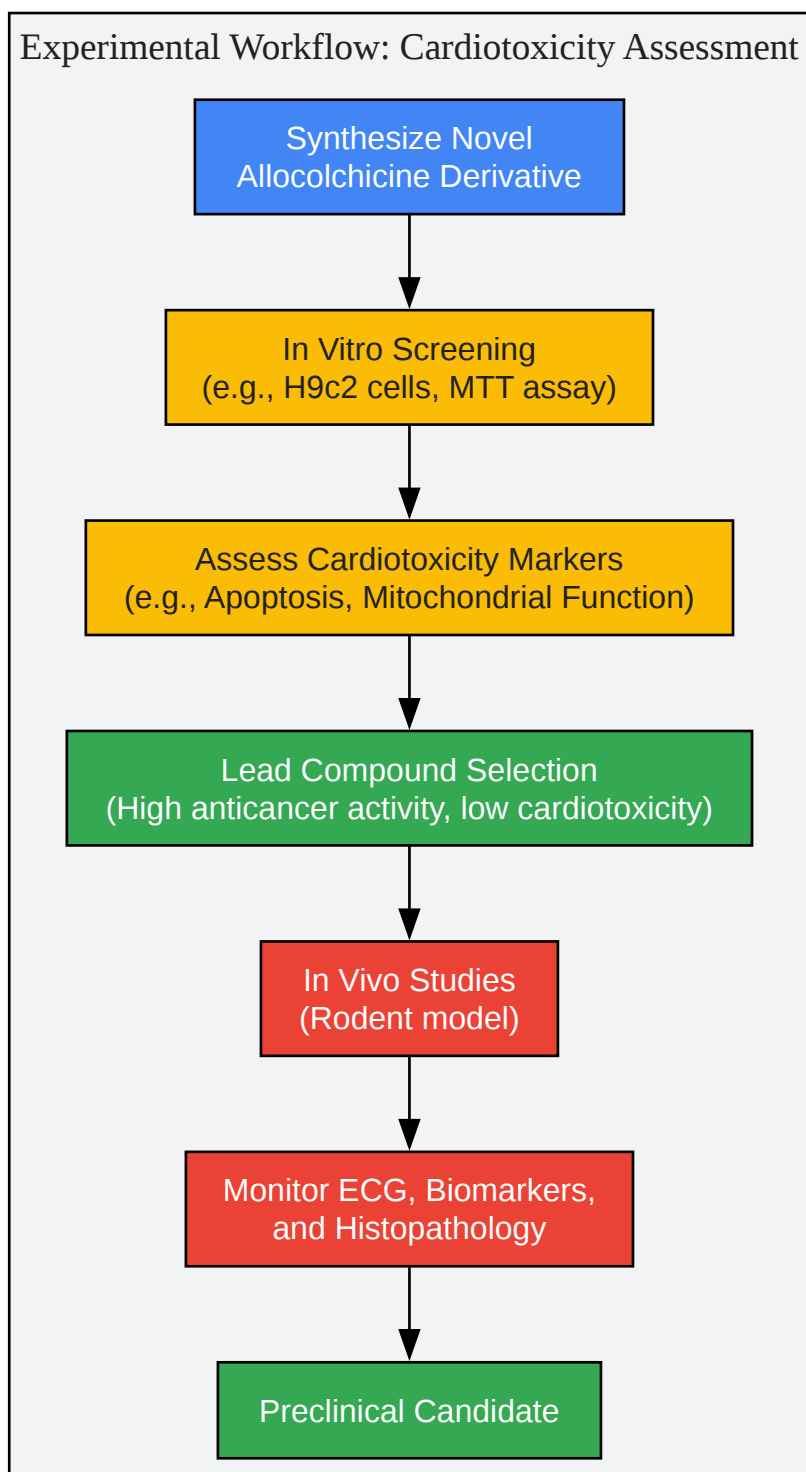 Experimental Workflow: Cardiotoxicity Assessment
Synthesize Novel
Allocolchicine Derivative
In Vitro Screening
(e.g., H9c2 cells, MTT assay)
Assess Cardiotoxicity Markers
(e.g., Apoptosis, Mitochondrial Function)
Lead Compound Selection
(High anticancer activity, low cardiotoxicity)
In Vivo Studies
(Rodent model)
Monitor ECG, Biomarkers,
and Histopathology
Preclinical Candidate